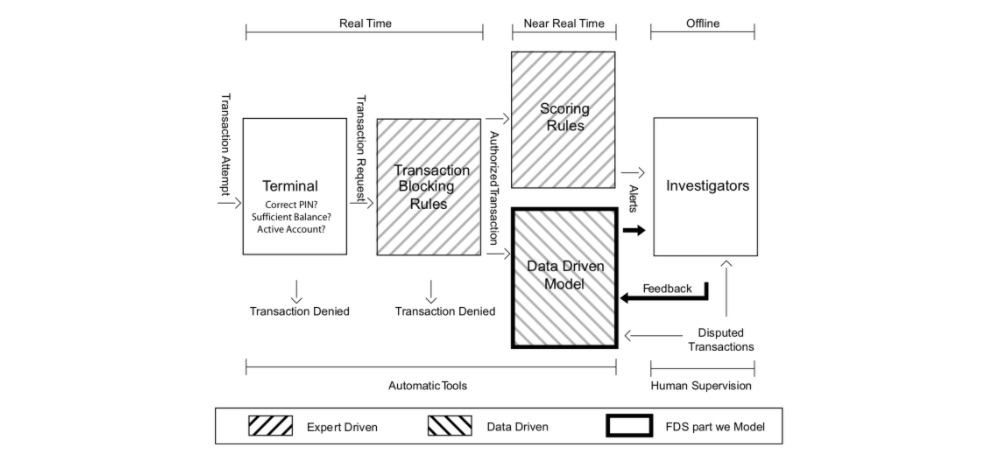 Real Time
Near Real Time
Offline
Transaction Attempt
Terminal
Correct PIN?
Sufficient Balance?
Active Account?
Transaction Request
Transaction
Blocking
Rules
Authorized Transaction
Scoring
Rules
Data Driven
Model
Alerts
Investigators
Feedback
Transaction Denied
Transaction Denied
Disputed
Transactions
Automatic Tools
Human Supervision
Expert Driven
Data Driven
FDS part we Model